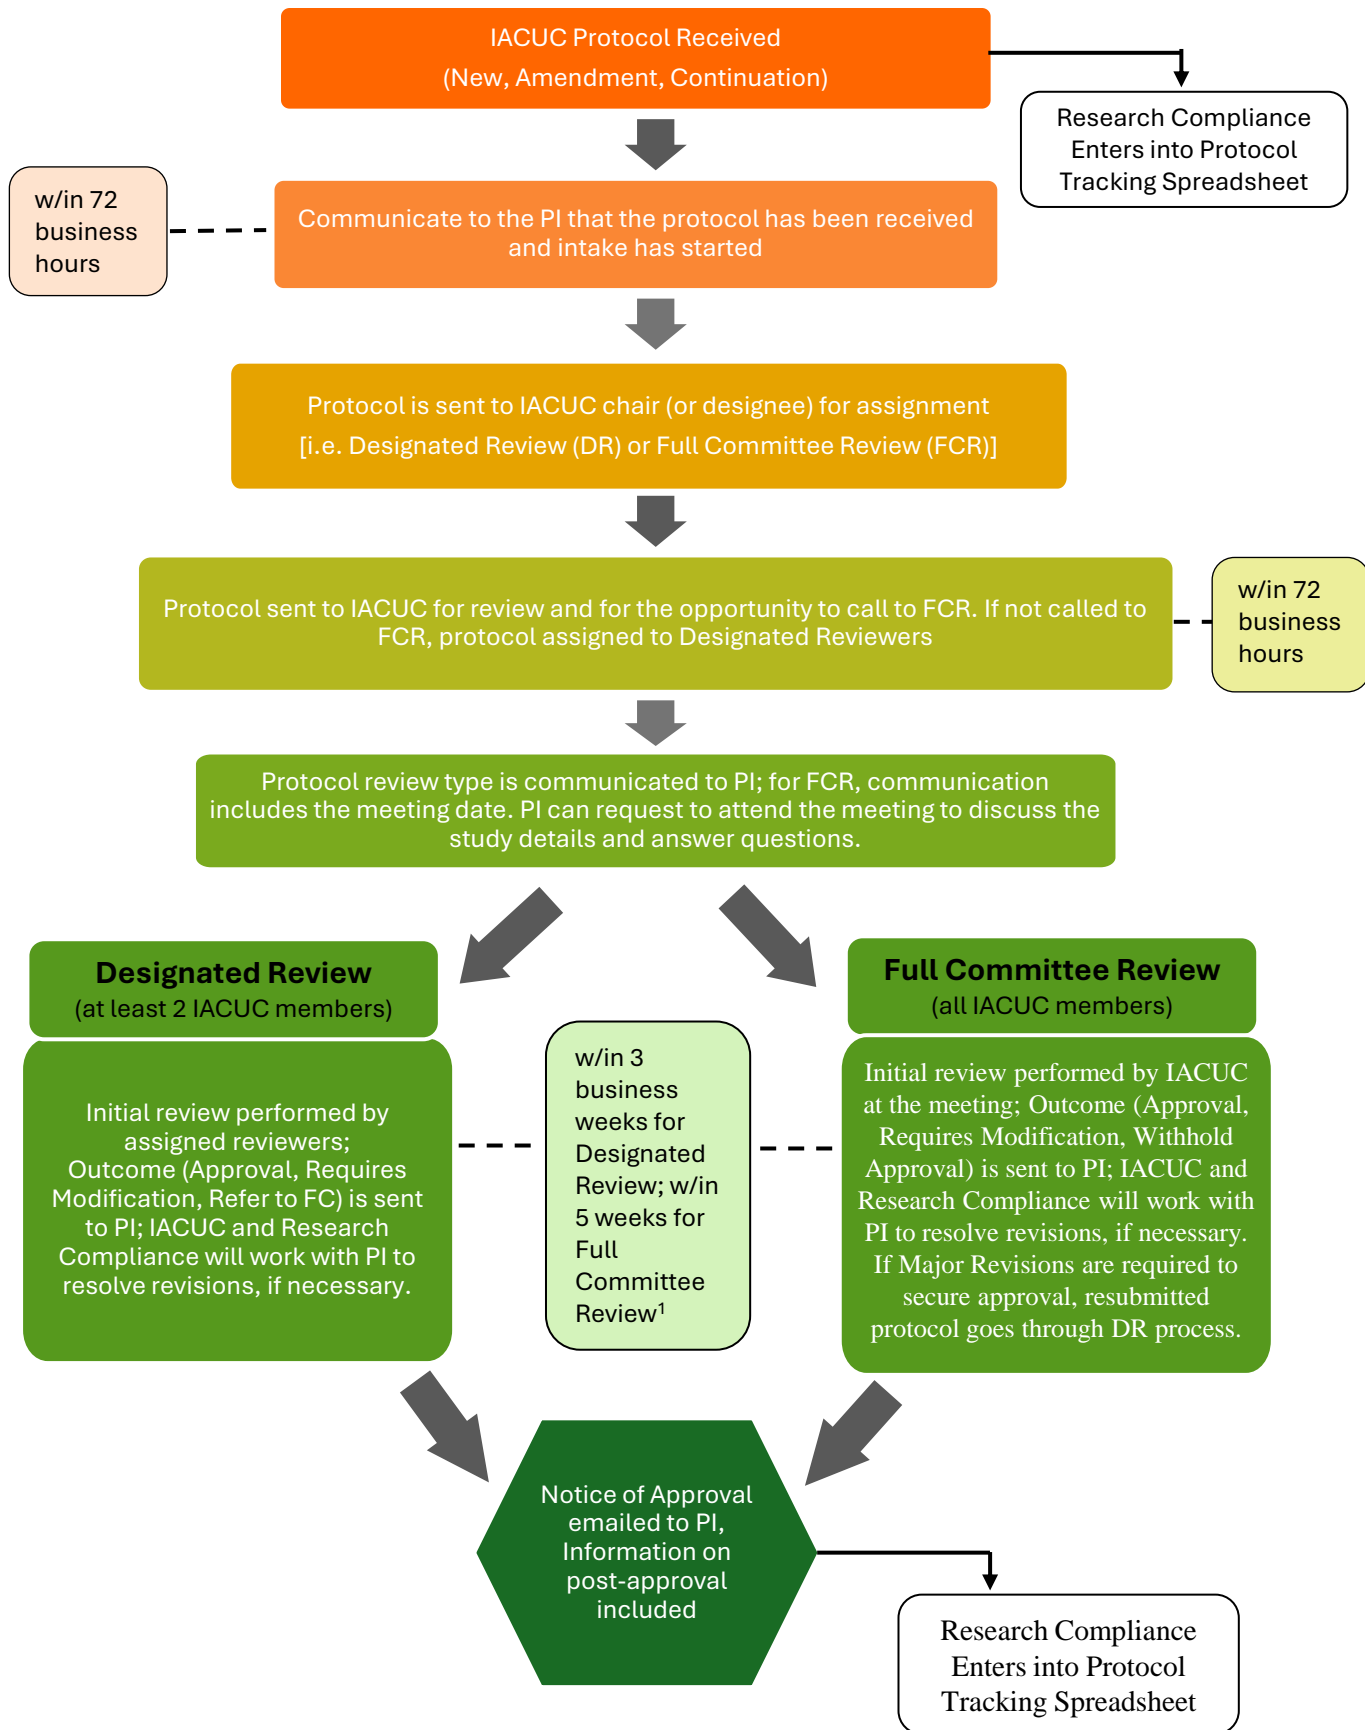 IACUC Protocol Received
(New, Amendment, Continuation)
Research Compliance
Enters into Protocol
Tracking Spreadsheet
w/in 72
business
hours
Communicate to the PI that the protocol has been received
and intake has started
Protocol is sent to IACUC chair (or designee) for assignment
[i.e. Designated Review (DR) or Full Committee Review (FCR)]
Protocol sent to IACUC for review and for the opportunity to call to FCR. If not called to
FCR, protocol assigned to Designated Reviewers
w/in 72
business
hours
Protocol review type is communicated to PI; for FCR, communication
includes the meeting date. PI can request to attend the meeting to discuss the
study details and answer questions.
Designated Review
(at least 2 IACUC members)
Initial review performed by
assigned reviewers;
Outcome (Approval, Requires
Modification, Refer to FC) is sent
to PI; IACUC and Research
Compliance will work with PI to
resolve revisions, if necessary.
w/in 3
business
weeks for
Designated
Review; w/in
5 weeks for
Full
Committee
Review¹
Full Committee Review
(all IACUC members)
Initial review performed by IACUC
at the meeting; Outcome (Approval,
Requires Modification, Withhold
Approval) is sent to PI; IACUC and
Research Compliance will work with
PI to resolve revisions, if necessary.
If Major Revisions are required to
secure approval, resubmitted
protocol goes through DR process.
Notice of Approval
emailed to PI,
Information on
post-approval
included
Research Compliance
Enters into Protocol
Tracking Spreadsheet